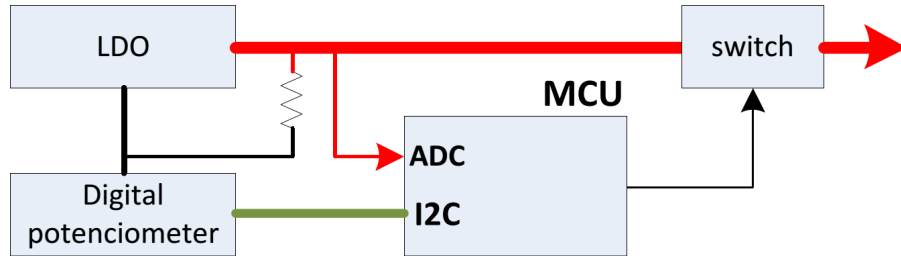 LDO
switch
MCU
ADC
Digital
potenciometer
I2C